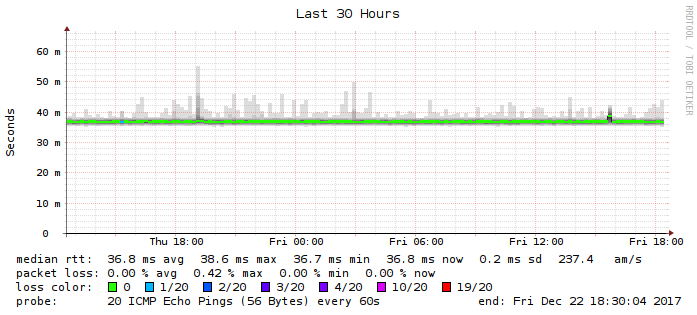 Last 30 Hours
RRDTOOL / TOBI OETIKER
Seconds
60 m
50 m
40 m
30 m
20 m
10 m
0
Thu 18:00 Fri 00:00 Fri 06:00 Fri 12:00 Fri 18:00
median rtt: 36.8 ms avg 38.6 ms max 36.7 ms min 36.8 ms now 0.2 ms sd 237.4 am/s
packet loss: 0.00 % avg 0.42 % max 0.00 % min 0.00 % now
loss color: 0 1/20 2/20 3/20 4/20 10/20 19/20
probe: 20 ICMP Echo Pings (56 Bytes) every 60s end: Fri Dec 22 18:30:04 2017